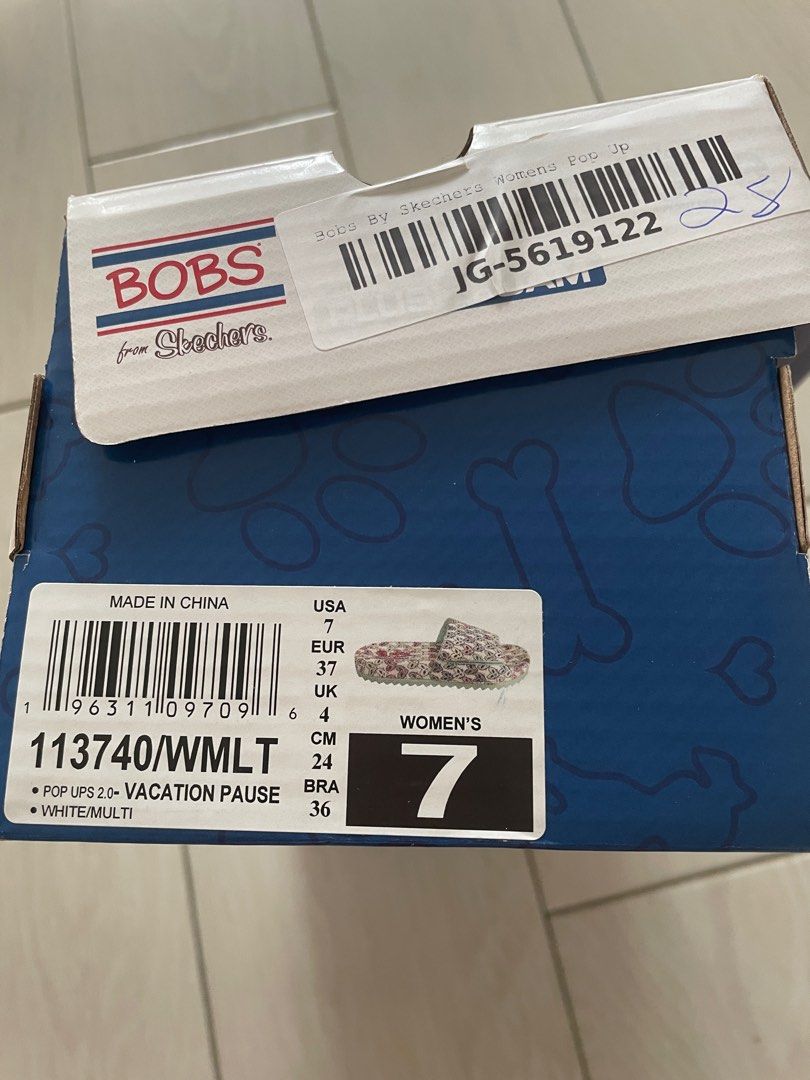 Bobs By Skechers Womens Pop Up
JG-5619122
28
BOBS
from Skechers.
MADE IN CHINA
1 96311 09709 6
113740/WMLT
• POP UPS 2.0- VACATION PAUSE
• WHITE/MULTI
USA
7
EUR
37
UK
4
CM
24
BRA
36
WOMEN'S
7